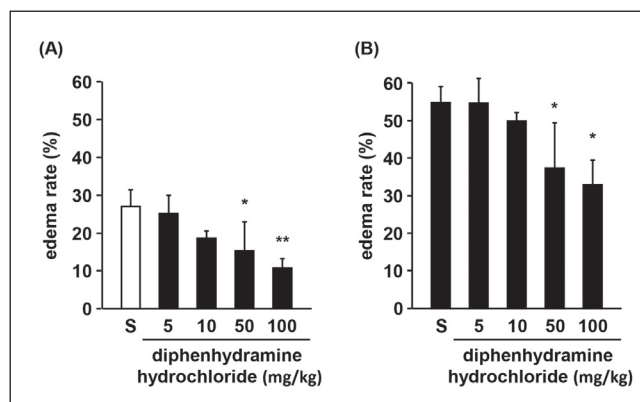 (A)
edema rate (%)
60
50
40
30
20
10
0
*
**
S 5 10 50 100
diphenhydramine
hydrochloride (mg/kg)
(B)
edema rate (%)
60
50
40
30
20
10
0
*
*
S 5 10 50 100
diphenhydramine
hydrochloride (mg/kg)